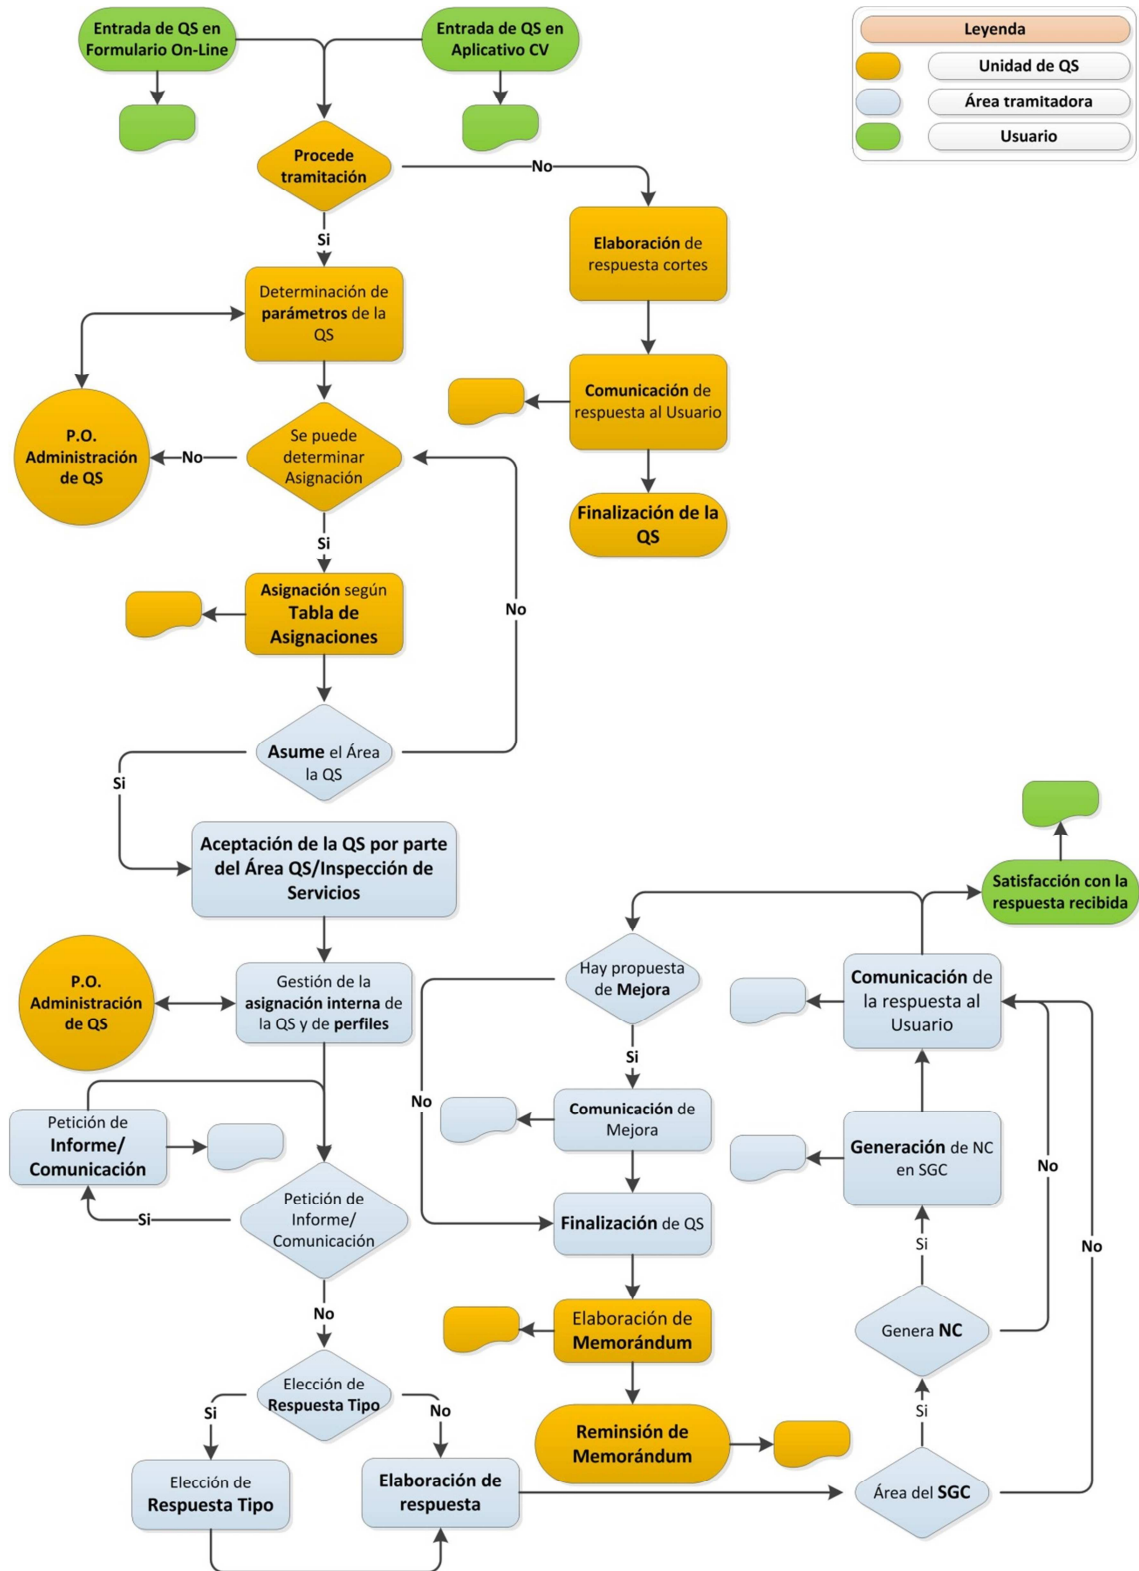 Entrada de QS en
Formulario On-Line
Entrada de QS en
Aplicativo CV
Leyenda
Unidad de QS
Área tramitadora
Usuario
Procede
tramitación
No
Si
Elaboración de
respuesta cortes
Determinación de
parámetros de la
QS
Comunicación de
respuesta al Usuario
P.O.
Administración
de QS
No
Se puede
determinar
Asignación
Finalización de la
QS
Si
Asignación según
Tabla de
Asignaciones
No
Asume el Área
la QS
Si
Aceptación de la QS por parte
del Área QS/Inspección de
Servicios
Satisfacción con la
respuesta recibida
P.O.
Administración
de QS
Gestión de la
asignación interna de
la QS y de perfiles
Hay propuesta
de Mejora
Comunicación de
la respuesta al
Usuario
Si
No
Comunicación de
Mejora
Petición de
Informe/
Comunicación
Generación de NC
en SGC
No
Petición de
Informe/
Comunicación
Si
Finalización de QS
Si
No
No
Elaboración de
Memorándum
Genera NC
Elección de
Respuesta Tipo
Si
No
Si
Reminsión de
Memorándum
Elección de
Respuesta Tipo
Elaboración de
respuesta
Área del SGC